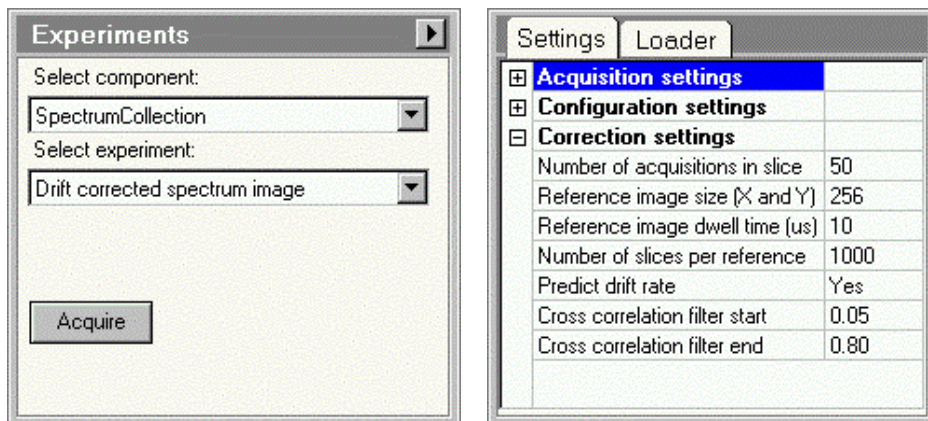 Experiments
Select component:
SpectrumCollection
Select experiment:
Drift corrected spectrum image
Acquire
Settings Loader
Acquisition settings
Configuration settings
Correction settings
Number of acquisitions in slice 50
Reference image size (X and Y) 256
Reference image dwell time (us) 10
Number of slices per reference 1000
Predict drift rate Yes
Cross correlation filter start 0.05
Cross correlation filter end 0.80